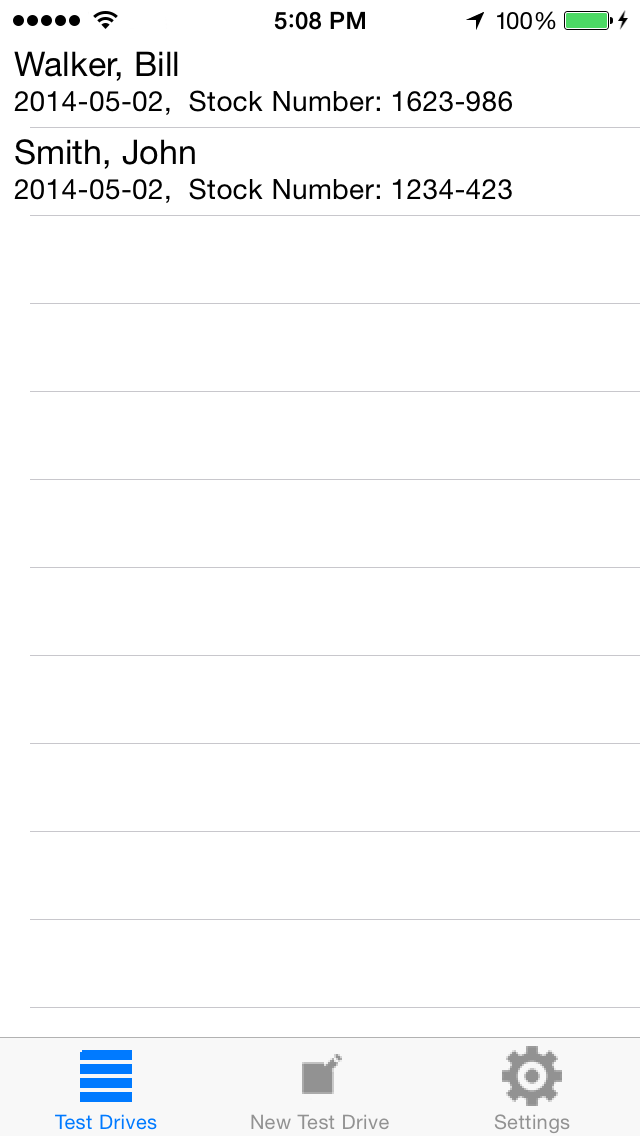 5:08 PM 100%
Walker, Bill
2014-05-02, Stock Number: 1623-986
Smith, John
2014-05-02, Stock Number: 1234-423
Test Drives New Test Drive Settings